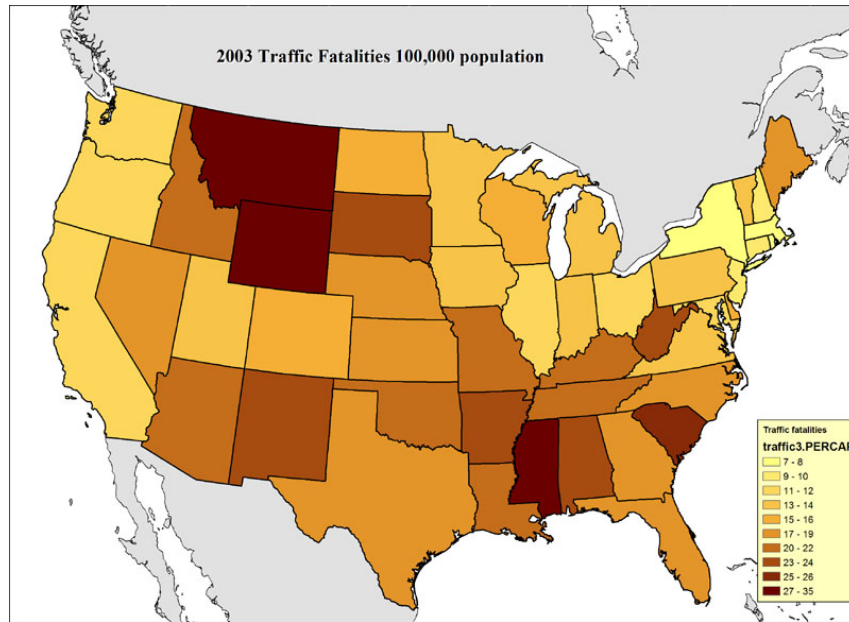 2003 Traffic Fatalities 100,000 population
Traffic fatalities
traffic3.PERCAP
7 - 8
9 - 10
11 - 12
13 - 14
15 - 16
17 - 19
20 - 22
23 - 24
25 - 26
27 - 35